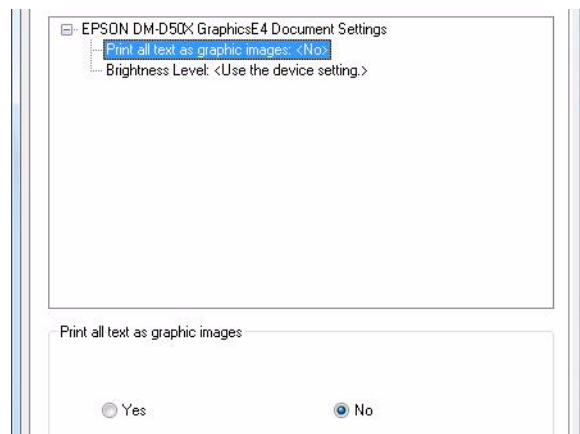 EPSON DM-D50X GraphicsE4 Document Settings
Print all text as graphic images: <No>
Brightness Level: <Use the device setting.>
Print all text as graphic images
Yes No